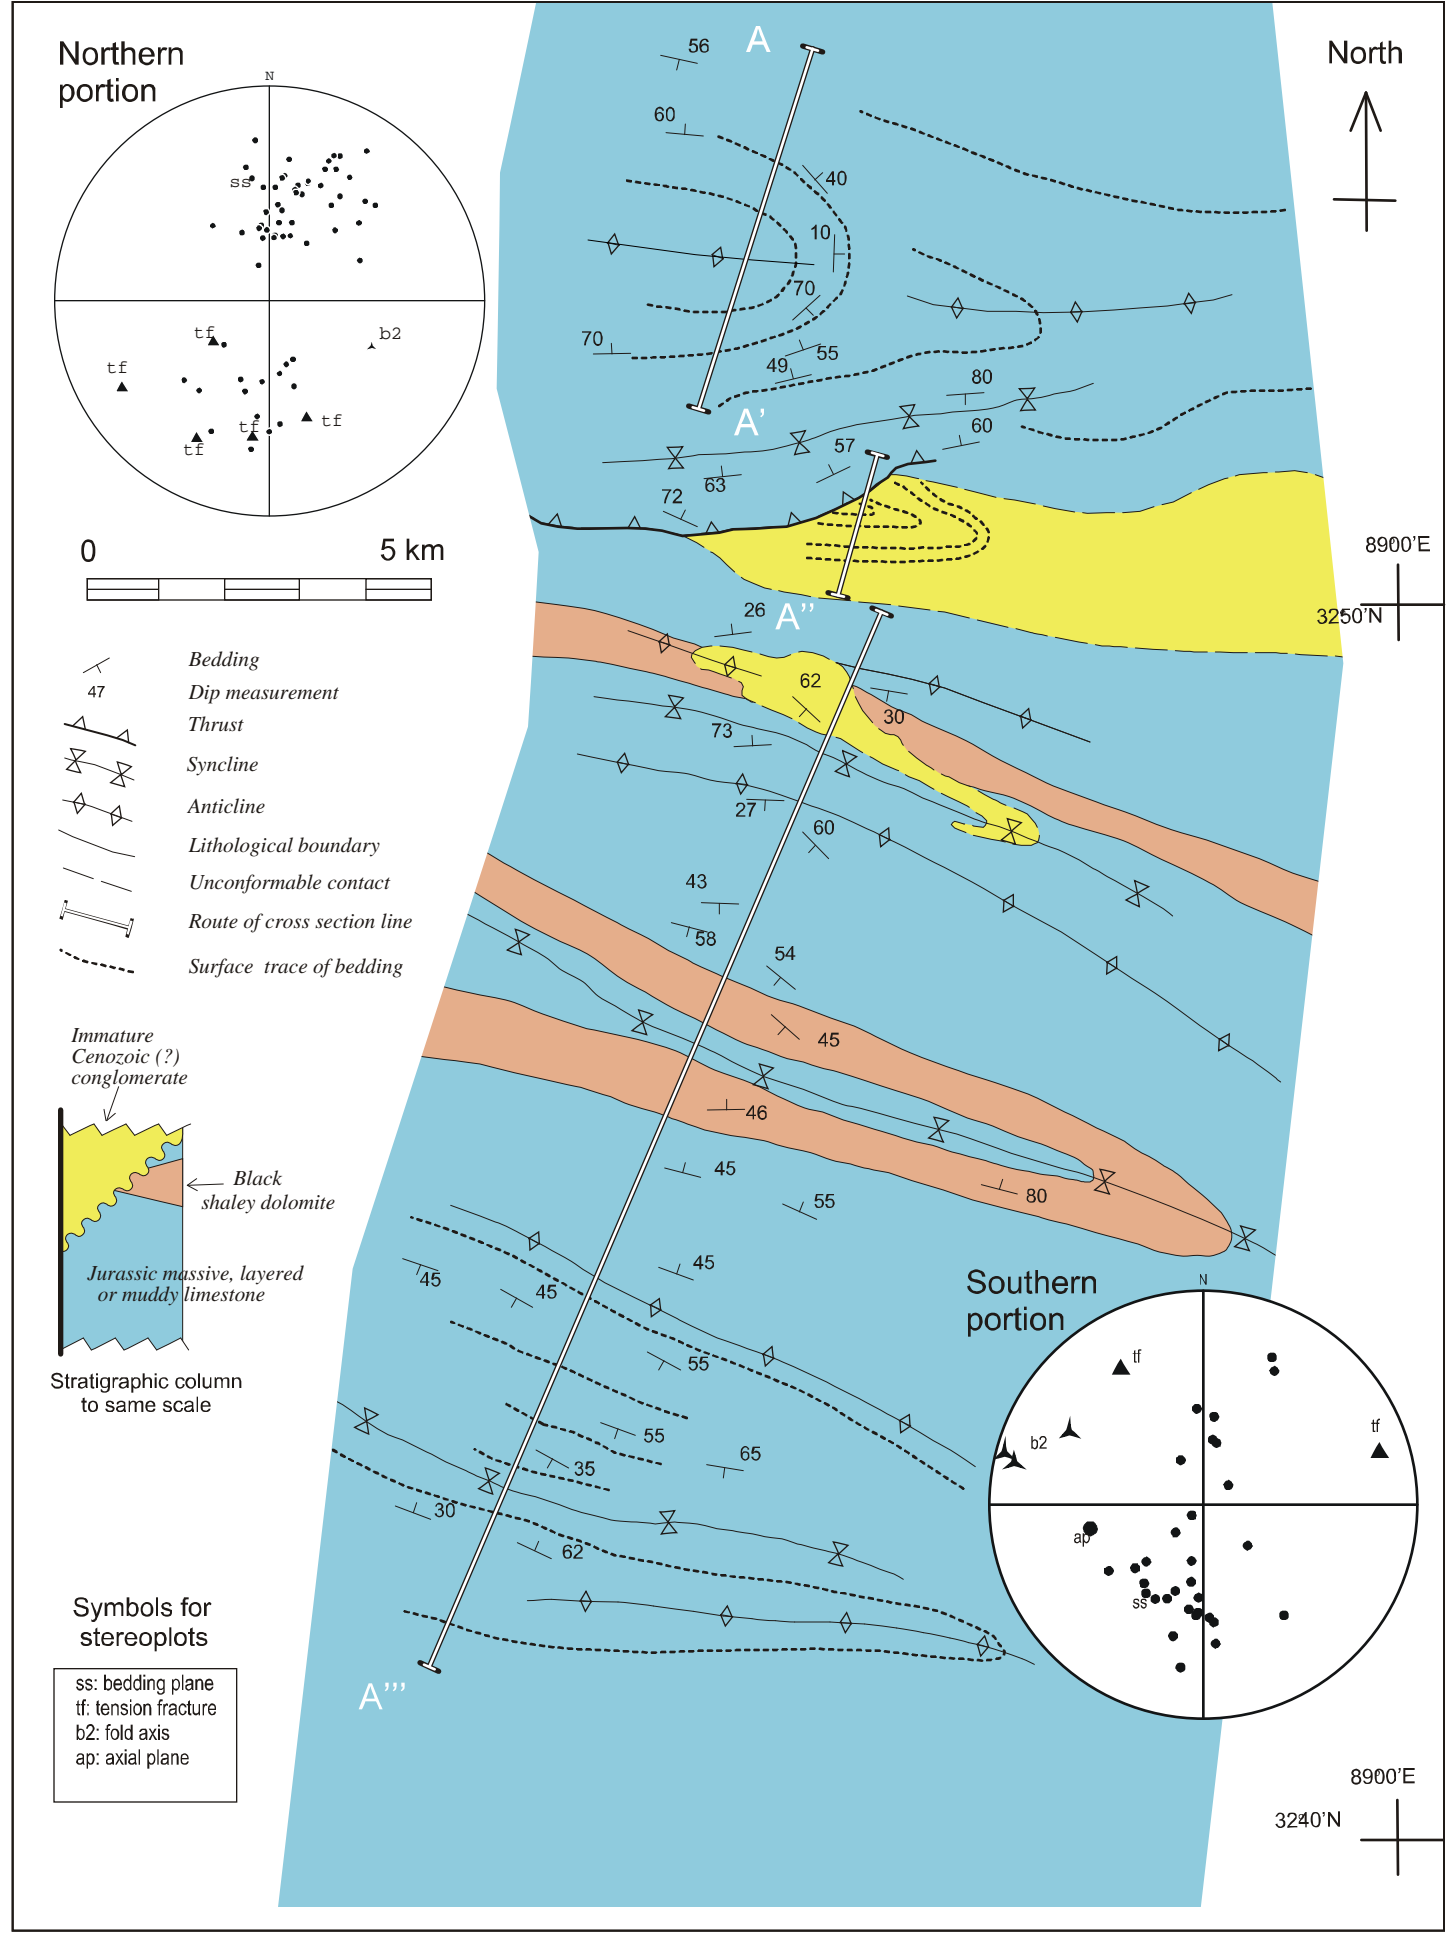 Northern
portion
N
ss
tf
tf
b2
tf
tf
tf
0 5 km
Bedding
47
Dip measurement
Thrust
Syncline
Anticline
Lithological boundary
Unconformable contact
Route of cross section line
Surface trace of bedding
Immature
Cenozoic (?)
conglomerate
Black
shaley dolomite
Jurassic massive, layered
or muddy limestone
Stratigraphic column
to same scale
Symbols for
stereoplots
ss: bedding plane
tf: tension fracture
b2: fold axis
ap: axial plane
A
56
60
40
10
70
70
55
49
80
A'
60
57
63
72
A''
26
62
30
73
27
60
43
58
54
45
46
45
80
55
45
45
45
55
55
35
65
30
62
A'''
North
8900'E
3250'N
Southern
portion
N
tf
b2
tf
ap
ss
8900'E
3240'N